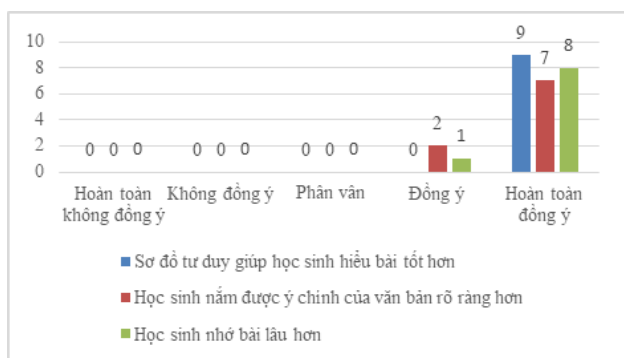 10
8
6
4
2
0
0 0 0
0 0 0
0 0 0
0 2 1
9 7 8
Hoàn toàn
không đồng ý
Không đồng ý
Phân vân
Đồng ý
Hoàn toàn
đồng ý
Sơ đồ tư duy giúp học sinh hiểu bài tốt hơn
Học sinh nắm được ý chính của văn bản rõ ràng hơn
Học sinh nhớ bài lâu hơn